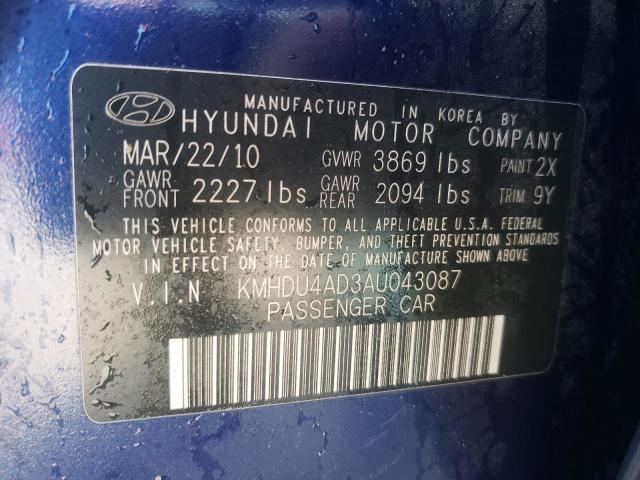 MANUFACTURED IN KOREA BY
HYUNDAI MOTOR COMPANY
MAR/22/10 GVWR 3869 lbs PAINT 2X
GAWR FRONT 2227 lbs GAWR REAR 2094 lbs TRIM 9Y
THIS VEHICLE CONFORMS TO ALL APPLICABLE U.S.A. FEDERAL
MOTOR VEHICLE SAFETY, BUMPER, AND THEFT PREVENTION STANDARDS
IN EFFECT ON THE DATE OF MANUFACTURE SHOWN ABOVE.
V.I.N KMHDU4AD3AU043087
PASSENGER CAR